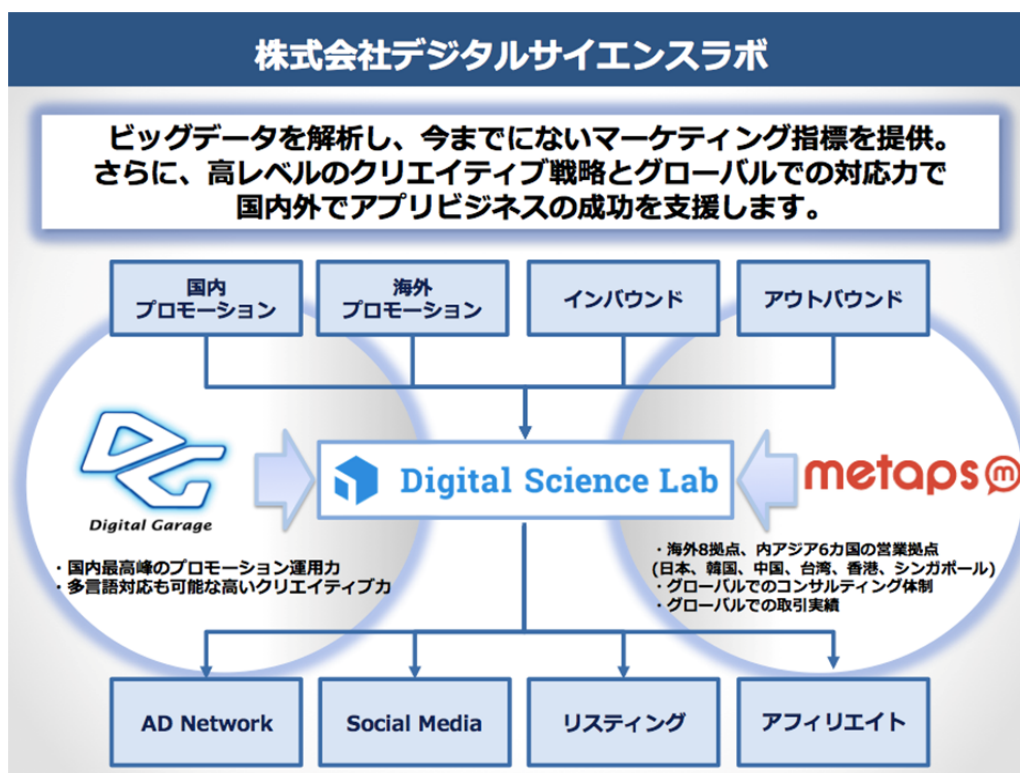 株式会社デジタルサイエンスラボ
ビッグデータを解析し、今までにないマーケティング指標を提供。
さらに、高レベルのクリエイティブ戦略とグローバルでの対応力で
国内外でアプリビジネスの成功を支援します。
国内
プロモーション
海外
プロモーション
インバウンド
アウトバウンド
DG
Digital Garage
・国内最高峰のプロモーション運用力
・多言語対応も可能な高いクリエイティブ力
Digital Science Lab
metaps m
・海外8拠点、内アジア6カ国の営業拠点
(日本、韓国、中国、台湾、香港、シンガポール)
・グローバルでのコンサルティング体制
・グローバルでの取引実績
AD Network
Social Media
リスティング
アフィリエイト